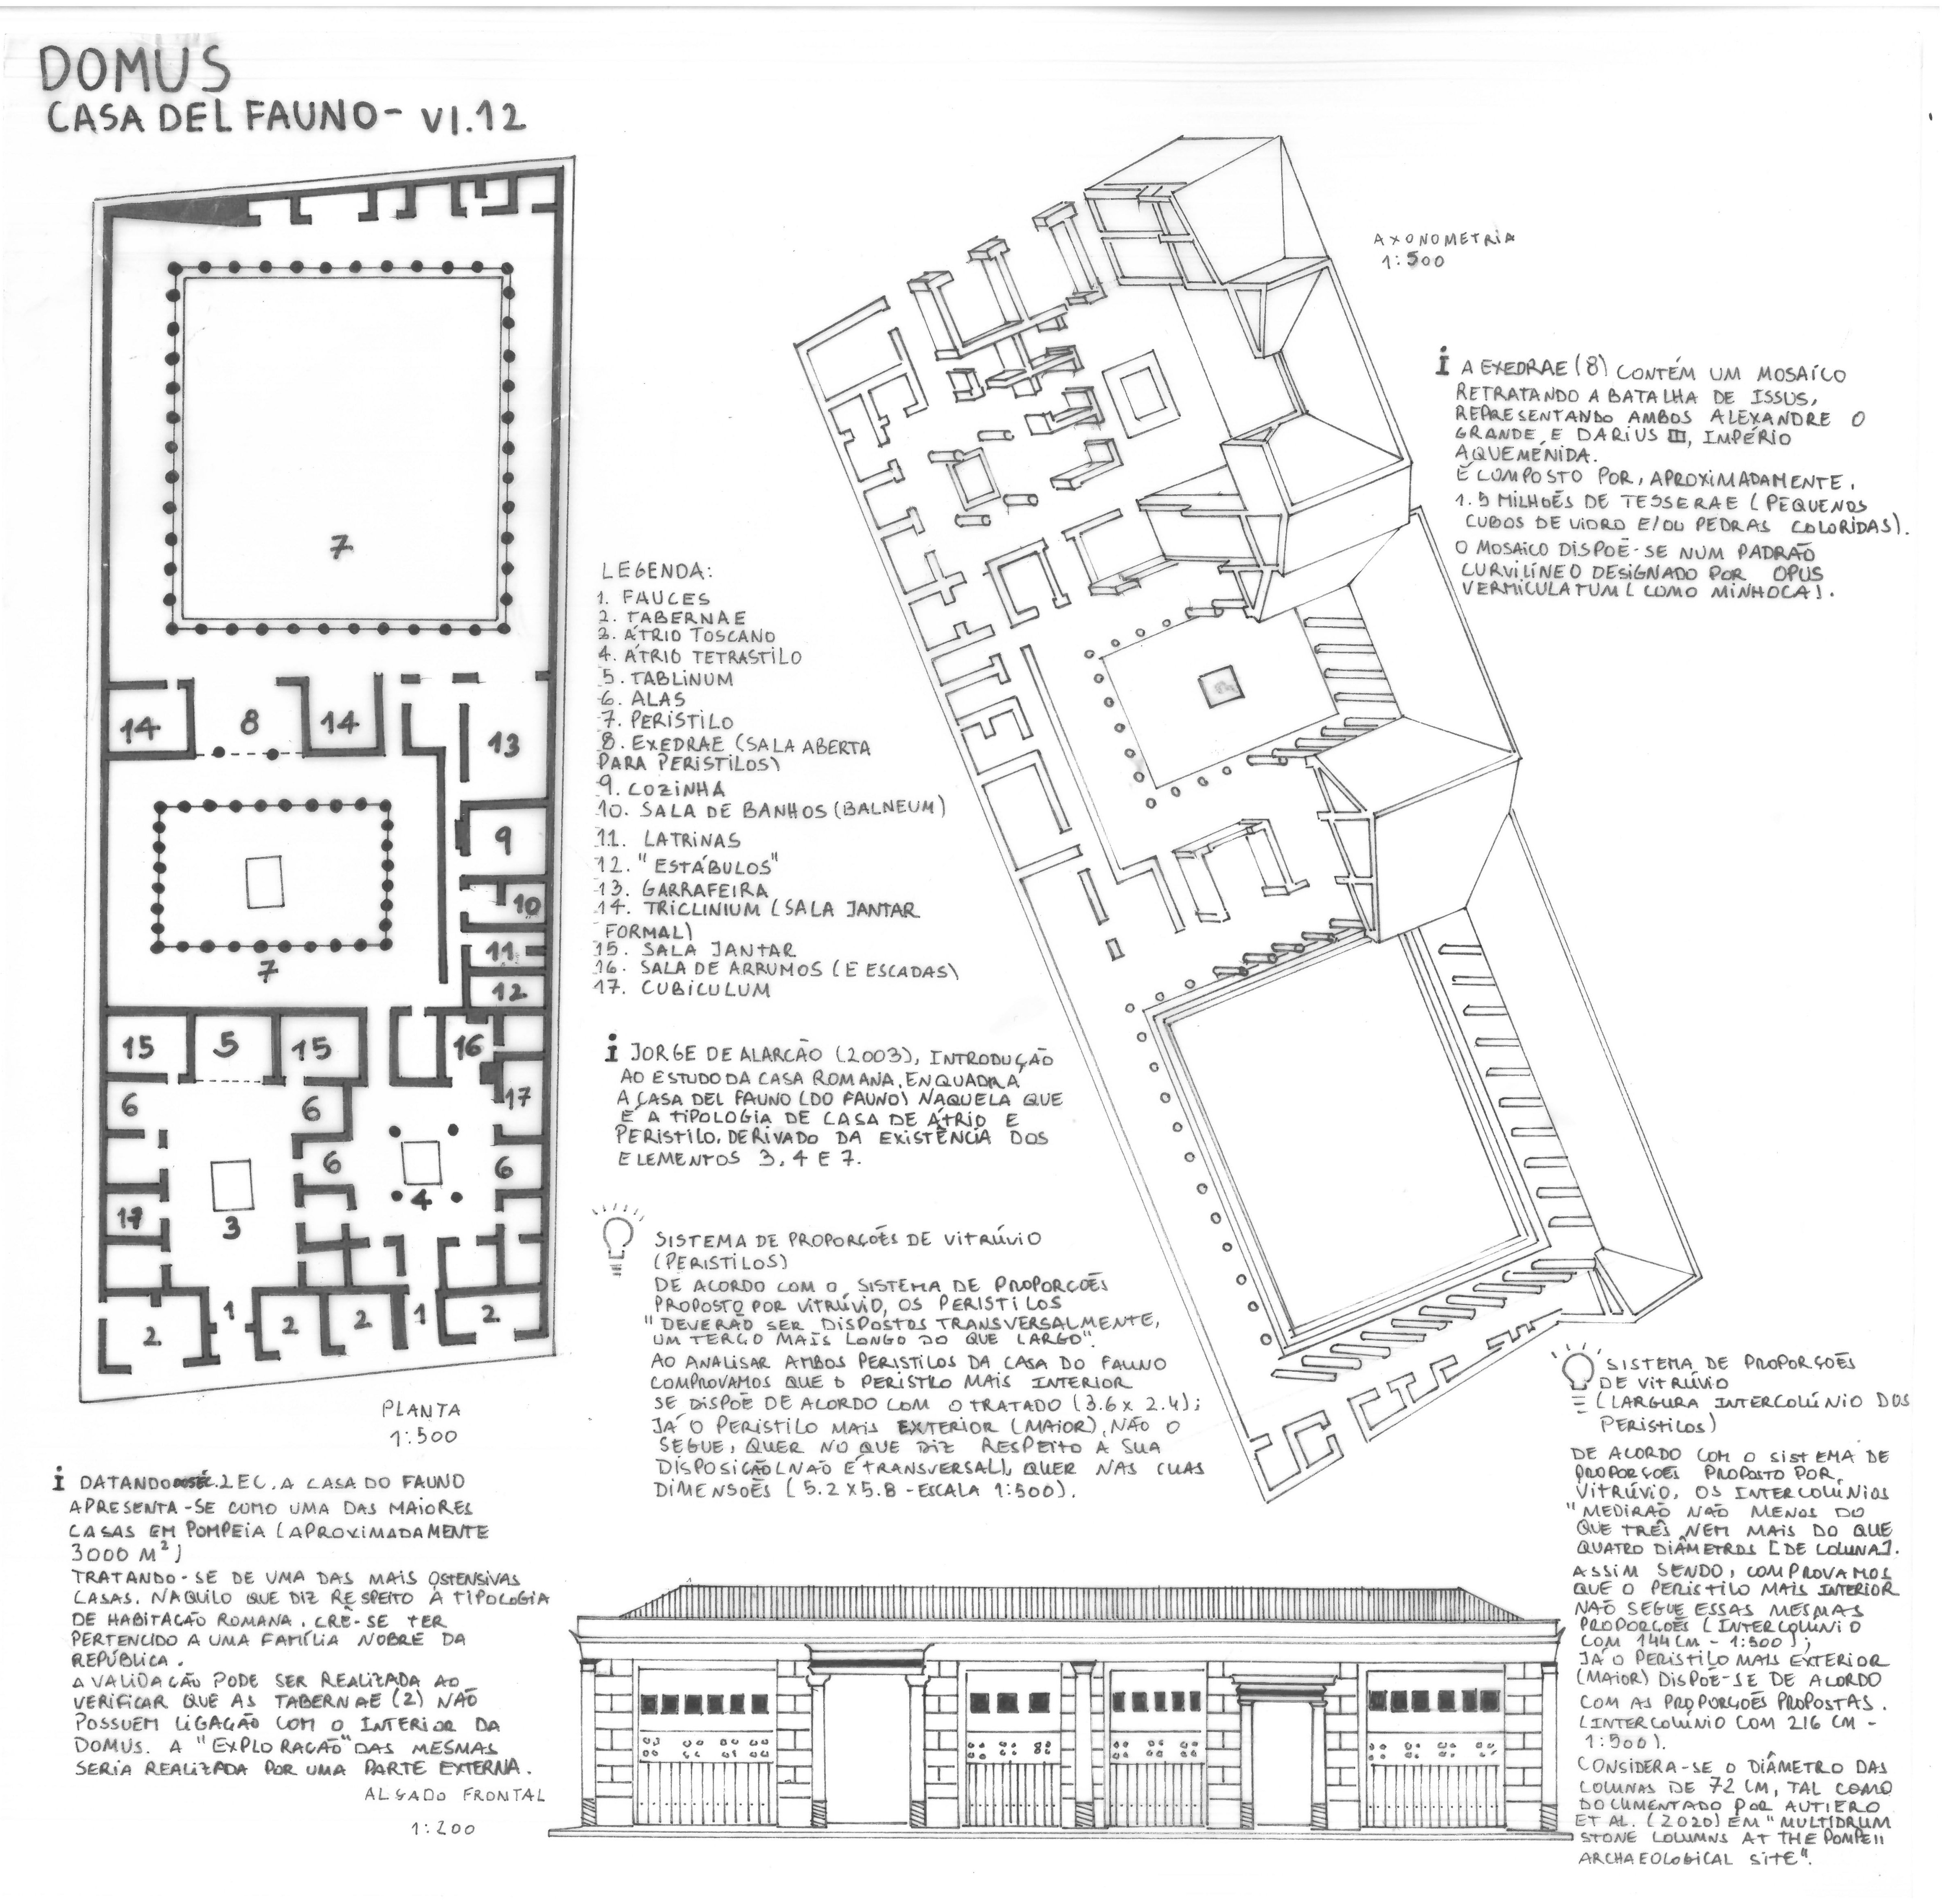 DOMUS
CASA DEL FAUNO - VI.12
7
14
8
14
13
9
10
7
11
12
15
5
15
16
6
6
17
6
4
6
17
3
2
1
2
2
1
2
PLANTA
1:500
LEGENDA:
1. FAUCES
2. TABERNAE
3. ÁTRIO TOSCANO
4. ÁTRIO TETRASTILO
5. TABLINUM
6. ALAS
7. PERISTILO
8. EXEDRAE (SALA ABERTA
PARA PERISTILOS)
9. COZINHA
10. SALA DE BANHOS (BALNEUM)
11. LATRINAS
12. "ESTÁBULOS"
13. GARRAFEIRA
14. TRICLINIUM (SALA JANTAR
FORMAL)
15. SALA JANTAR
16. SALA DE ARRUMOS (E ESCADAS)
17. CUBICULUM
i JORGE DE ALARCÃO (2003), INTRODUÇÃO
AO ESTUDO DA CASA ROMANA, ENQUADRA
A CASA DEL FAUNO (DO FAUNO) NAQUELA QUE
É A TIPOLOGIA DE CASA DE ÁTRIO E
PERISTILO, DERIVADO DA EXISTÊNCIA DOS
ELEMENTOS 3, 4 E 7.
SISTEMA DE PROPORÇÕES DE VITRÚVIO
(PERISTILOS)
DE ACORDO COM O SISTEMA DE PROPORÇÕES
PROPOSTO POR VITRÚVIO, OS PERISTILOS
"DEVERÃO SER DISPOSTOS TRANSVERSALMENTE,
UM TERÇO MAIS LONGO DO QUE LARGO".
AO ANALISAR AMBOS PERISTILOS DA CASA DO FAUNO
COMPROVAMOS QUE O PERISTILO MAIS INTERIOR
SE DISPÕE DE ACORDO COM O TRATADO (3.6 x 2.4);
JÁ O PERISTILO MAIS EXTERIOR (MAIOR), NÃO O
SEGUE, QUER NO QUE DIZ RESPEITO À SUA
DISPOSIÇÃO (NÃO É TRANSVERSAL), QUER NAS SUAS
DIMENSÕES (5.2 X 5.8 - ESCALA 1:500).
AXONOMETRIA
1:500
i A EXEDRAE (8) CONTÉM UM MOSAÍCO
RETRATANDO A BATALHA DE ISSUS,
REPRESENTANDO AMBOS ALEXANDRE O
GRANDE E DARIUS III, IMPÉRIO
AQUEMÉNIDA.
É COMPOSTO POR, APROXIMADAMENTE,
1.5 MILHÕES DE TESSERAE (PEQUENOS
CUBOS DE VIDRO E/OU PEDRAS COLORIDAS).
O MOSAICO DISPÕE-SE NUM PADRÃO
CURVILÍNEO DESIGNADO POR OPUS
VERMICULATUM (COMO MINHOCA).
i DATANDO SÉC. 2 EC, A CASA DO FAUNO
APRESENTA-SE COMO UMA DAS MAIORES
CASAS EM POMPEIA (APROXIMADAMENTE
3000 M²)
TRATANDO-SE DE UMA DAS MAIS OSTENSIVAS
CASAS, NAQUILO QUE DIZ RESPEITO À TIPOLOGIA
DE HABITAÇÃO ROMANA, CRÊ-SE TER
PERTENCIDO A UMA FAMÍLIA NOBRE DA
REPÚBLICA.
A VALIDAÇÃO PODE SER REALIZADA AO
VERIFICAR QUE AS TABERNAE (2) NÃO
POSSUEM LIGAÇÃO COM O INTERIOR DA
DOMUS. A "EXPLORAÇÃO" DAS MESMAS
SERIA REALIZADA POR UMA PARTE EXTERNA.
ALÇADO FRONTAL
1:200
SISTEMA DE PROPORÇÕES
DE VITRÚVIO
(LARGURA INTERCOLÚNIO DOS
PERISTILOS)
DE ACORDO COM O SISTEMA DE
PROPORÇÕES PROPOSTO POR,
VITRÚVIO, OS INTERCOLÚNIOS
"MEDIRÃO NÃO MENOS DO
QUE TRÊS NEM MAIS DO QUE
QUATRO DIÂMETROS [DE COLUNA].
ASSIM SENDO, COMPROVAMOS
QUE O PERISTILO MAIS INTERIOR
NÃO SEGUE ESSAS MESMAS
PROPORÇÕES (INTERCOLUNIO
COM 144 CM - 1:500);
JÁ O PERISTILO MAIS EXTERIOR
(MAIOR) DISPÕE-SE DE ACORDO
COM AS PROPORÇÕES PROPOSTAS.
(INTERCOLÚNIO COM 216 CM -
1:500).
CONSIDERA-SE O DIÂMETRO DAS
COLUNAS DE 72 CM, TAL COMO
DOCUMENTADO POR AUTIERO
ET AL. (2020) EM "MULTIDRUM
STONE COLUMNS AT THE POMPEII
ARCHAEOLOGICAL SITE".